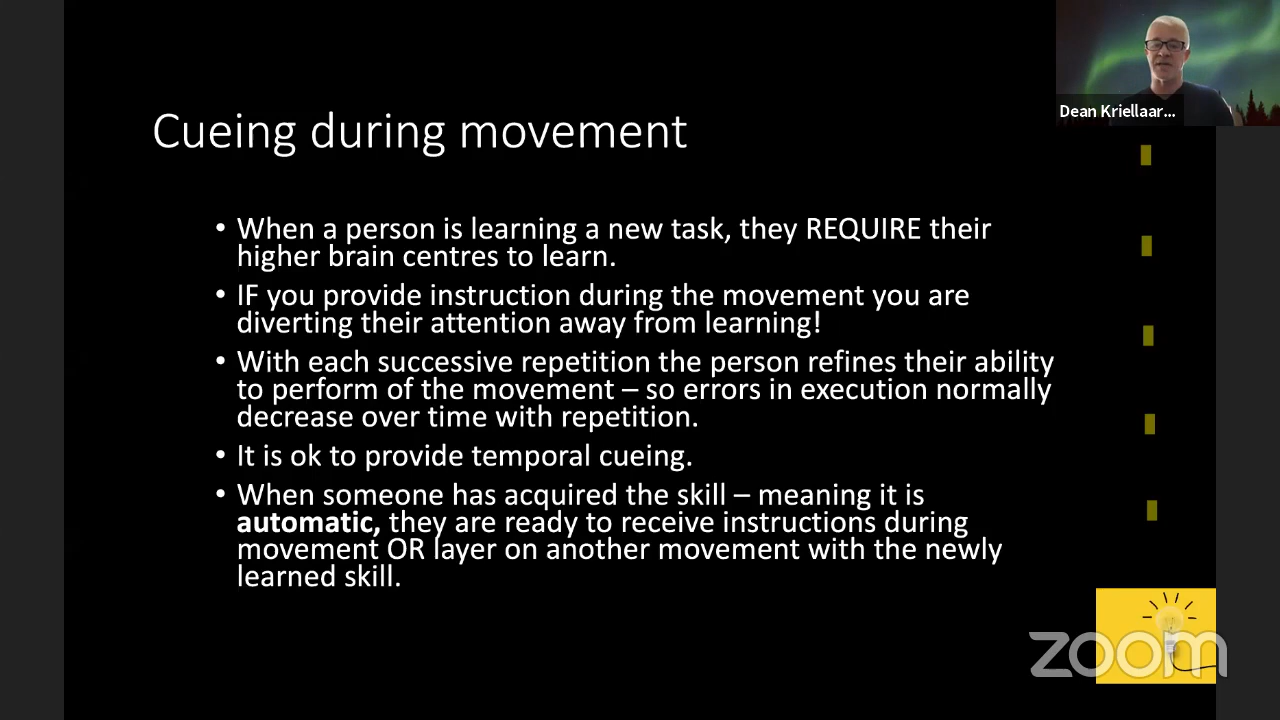 Dean Kriellaar...
Cueing during movement
• When a person is learning a new task, they REQUIRE their
higher brain centres to learn.
• IF you provide instruction during the movement you are
diverting their attention away from learning!
• With each successive repetition the person refines their ability
to perform of the movement – so errors in execution normally
decrease over time with repetition.
• It is ok to provide temporal cueing.
• When someone has acquired the skill – meaning it is
automatic, they are ready to receive instructions during
movement OR layer on another movement with the newly
learned skill.
zoom